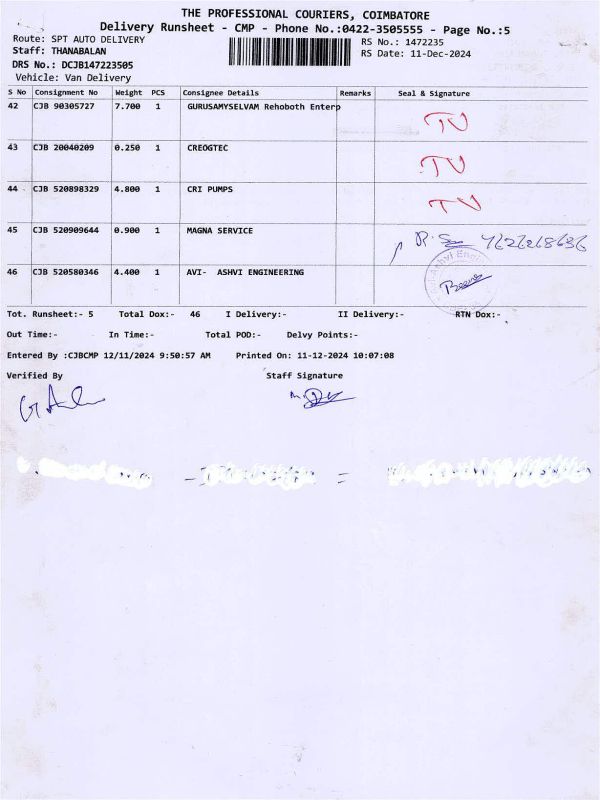 THE PROFESSIONAL COURIERS, COIMBATORE
Delivery Runsheet - CMP - Phone No.:0422-3505555 - Page No.:5
Route: SPT AUTO DELIVERY RS No.: 1472235
Staff: THANABALAN RS Date: 11-Dec-2024
DRS No.: DCJB147223505
Vehicle: Van Delivery
S No Consignment No Weight PCS Consignee Details Remarks Seal & Signature
42 CJB 90305727 7.700 1 GURUSAMYSELVAM Rehoboth Enterp
43 CJB 20040209 0.250 1 CREOGTEC
44 CJB 520898329 4.800 1 CRI PUMPS
45 CJB 520909644 0.900 1 MAGNA SERVICE
46 CJB 520580346 4.400 1 AVI- ASHVI ENGINEERING
Tot. Runsheet:- 5 Total Dox:- 46 I Delivery:- II Delivery:- RTN Dox:-
Out Time:- In Time:- Total POD:- Delvy Points:-
Entered By :CJBCMP 12/11/2024 9:50:57 AM Printed On: 11-12-2024 10:07:08
Verified By Staff Signature